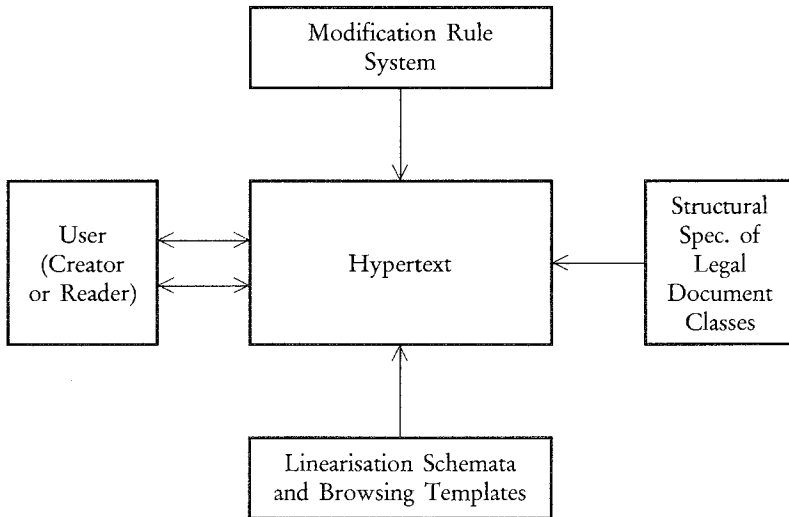 Modification Rule
System
User
(Creator
or Reader)
Hypertext
Structural
Spec. of
Legal
Document
Classes
Linearisation Schemata
and Browsing Templates